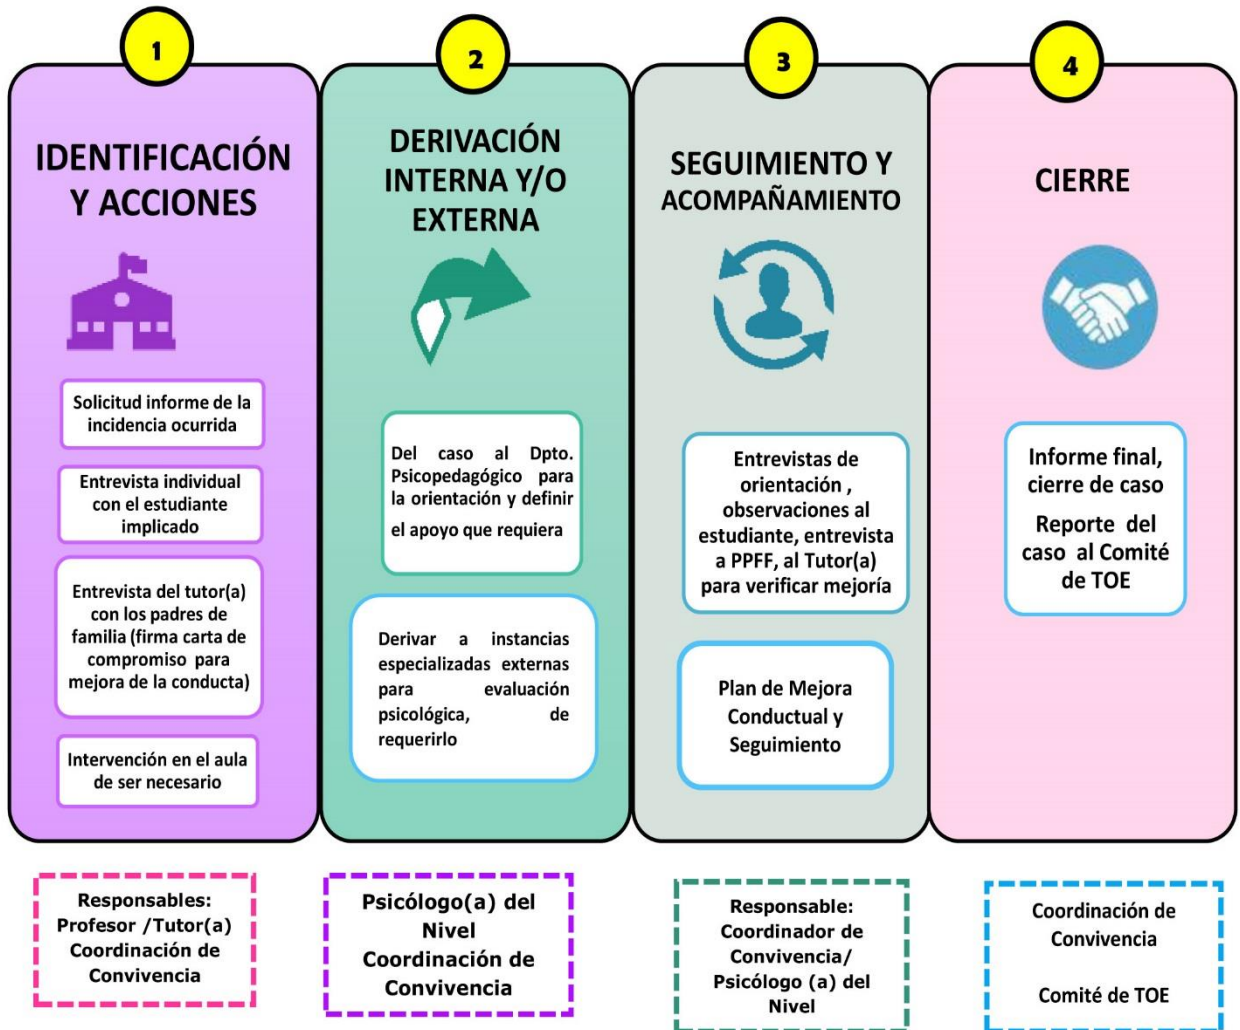 1
IDENTIFICACIÓN
Y ACCIONES
Solicitud informe de la
incidencia ocurrida
Entrevista individual
con el estudiante
implicado
Entrevista del tutor(a)
con los padres de
familia (firma carta de
compromiso para
mejora de la conducta)
Intervención en el aula
de ser necesario
Responsables:
Profesor /Tutor(a)
Coordinación de
Convivencia
2
DERIVACIÓN
INTERNA Y/O
EXTERNA
Del caso al Dpto.
Psicopedagógico para
la orientación y definir
el apoyo que requiera
Derivar a instancias
especializadas externas
para evaluación
psicológica, de
requerirlo
Psicólogo(a) del
Nivel
Coordinación de
Convivencia
3
SEGUIMIENTO Y
ACOMPAÑAMIENTO
Entrevistas de
orientación ,
observaciones al
estudiante, entrevista
a PPFF, al Tutor(a)
para verificar mejoría
Plan de Mejora
Conductual y
Seguimiento
Responsable:
Coordinador de
Convivencia/
Psicólogo (a) del
Nivel
4
CIERRE
Informe final,
cierre de caso
Reporte del
caso al Comité
de TOE
Coordinación de
Convivencia
Comité de TOE